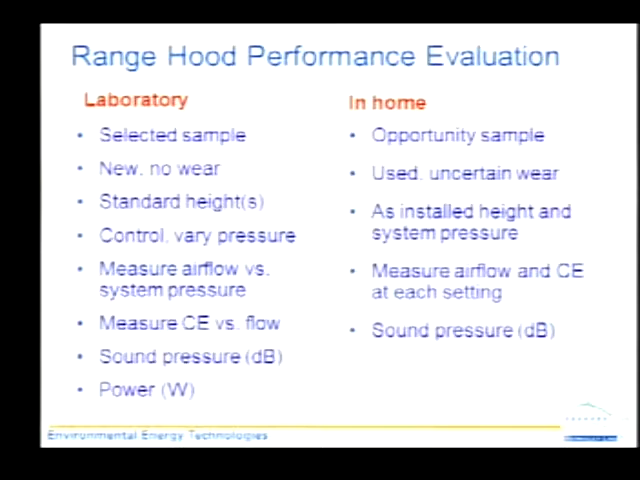 Range Hood Performance Evaluation
Laboratory
• Selected sample
• New, no wear
• Standard height(s)
• Control, vary pressure
• Measure airflow vs.
system pressure
• Measure CE vs. flow
• Sound pressure (dB)
• Power (W)
In home
• Opportunity sample
• Used, uncertain wear
• As installed height and
system pressure
• Measure airflow and CE
at each setting
• Sound pressure (dB)
Environmental Energy Technologies